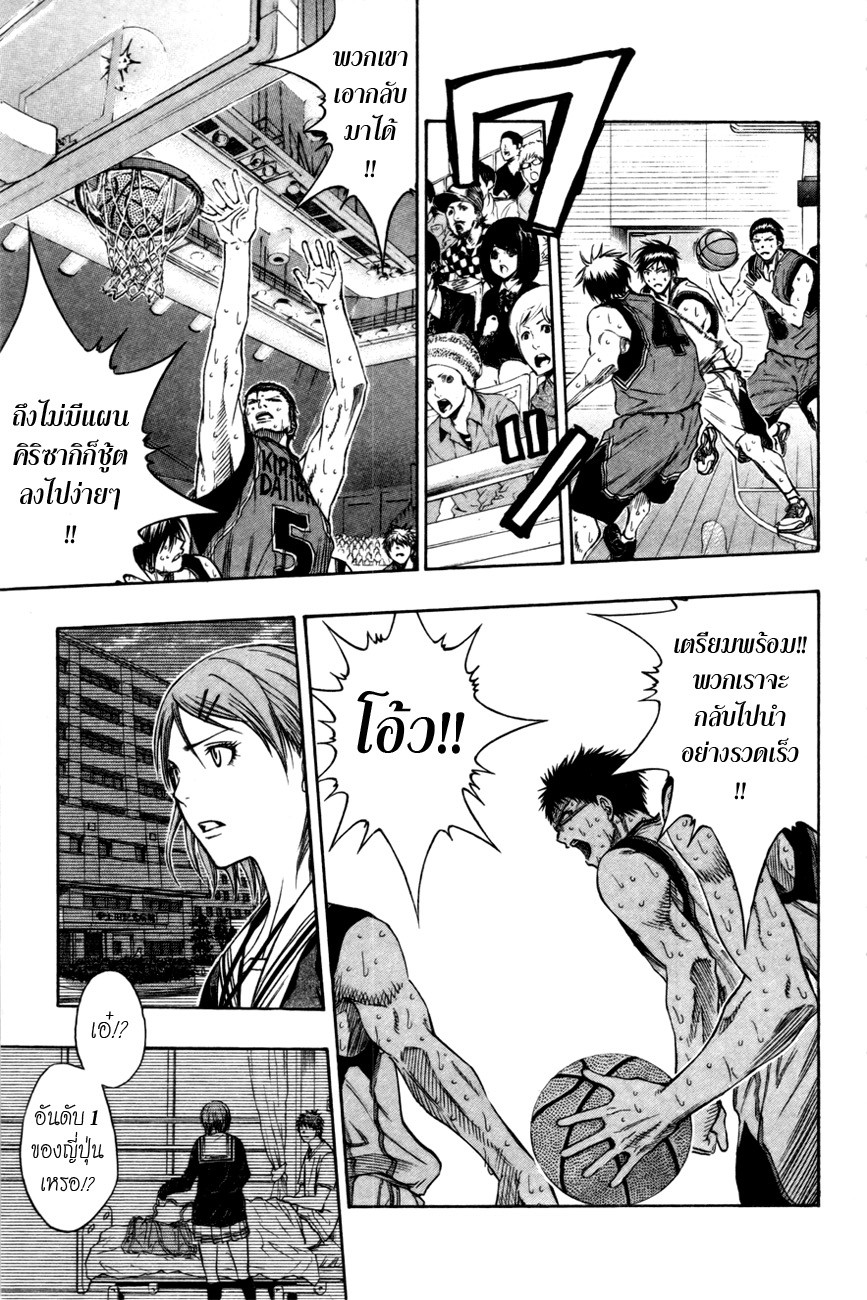 ワ
พวกเขา
เอากลับ
มาได้
!!
ถึงไม่มีแผน
คิริซากิก็ชู้ต
ลงไปง่ายๆ
!!
4
5
เตรียมพร้อม!!
พวกเราจะ
กลับไปนำ
อย่างรวดเร็ว
!!
โอ้ว!!
เอ๋!?
อันดับ 1
ของญี่ปุ่น
เหรอ!?